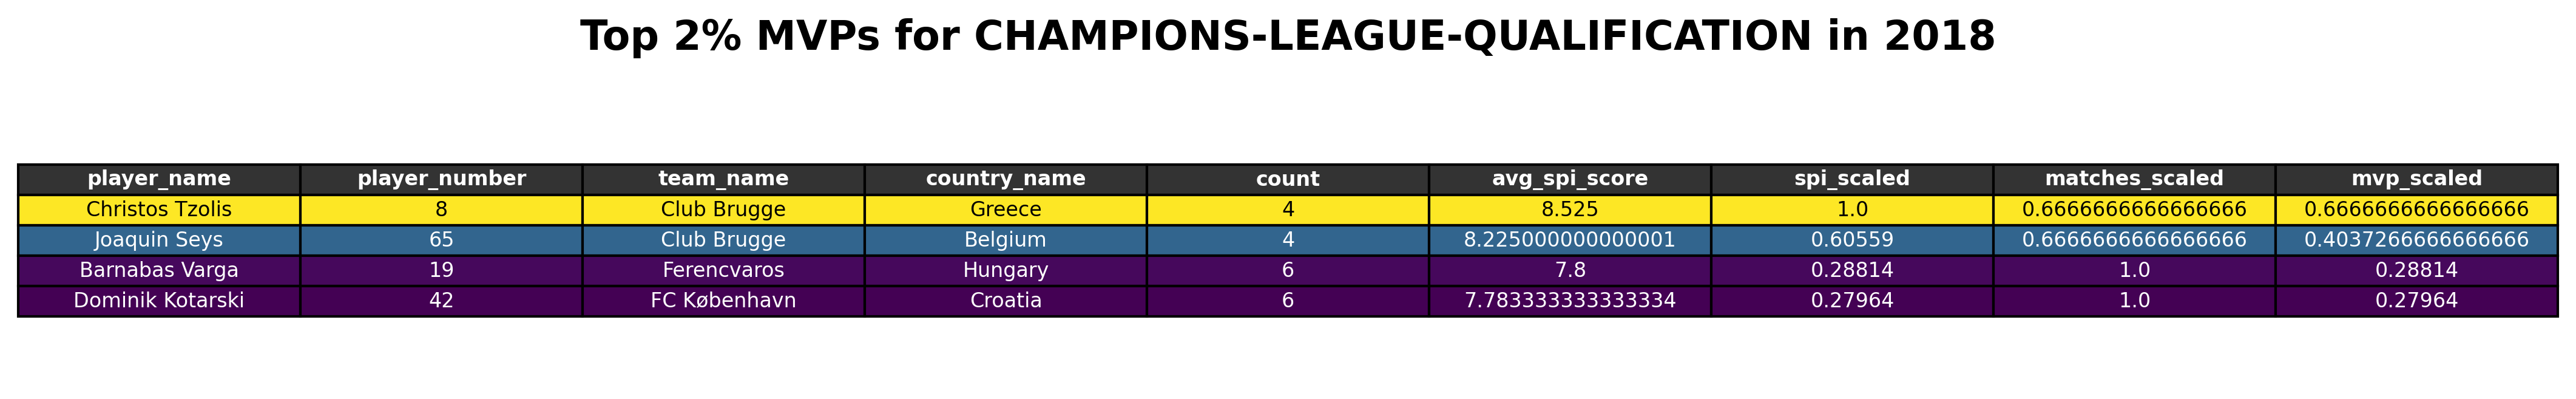 Top 2% MVPs for CHAMPIONS-LEAGUE-QUALIFICATION in 2018
player_name player_number team_name country_name count avg_spi_score spi_scaled matches_scaled mvp_scaled
Christos Tzolis 8 Club Brugge Greece 4 8.525 1.0 0.6666666666666666 0.6666666666666666
Joaquin Seys 65 Club Brugge Belgium 4 8.225000000000001 0.60559 0.6666666666666666 0.4037266666666666
Barnabas Varga 19 Ferencvaros Hungary 6 7.8 0.28814 1.0 0.28814
Dominik Kotarski 42 FC København Croatia 6 7.783333333333334 0.27964 1.0 0.27964